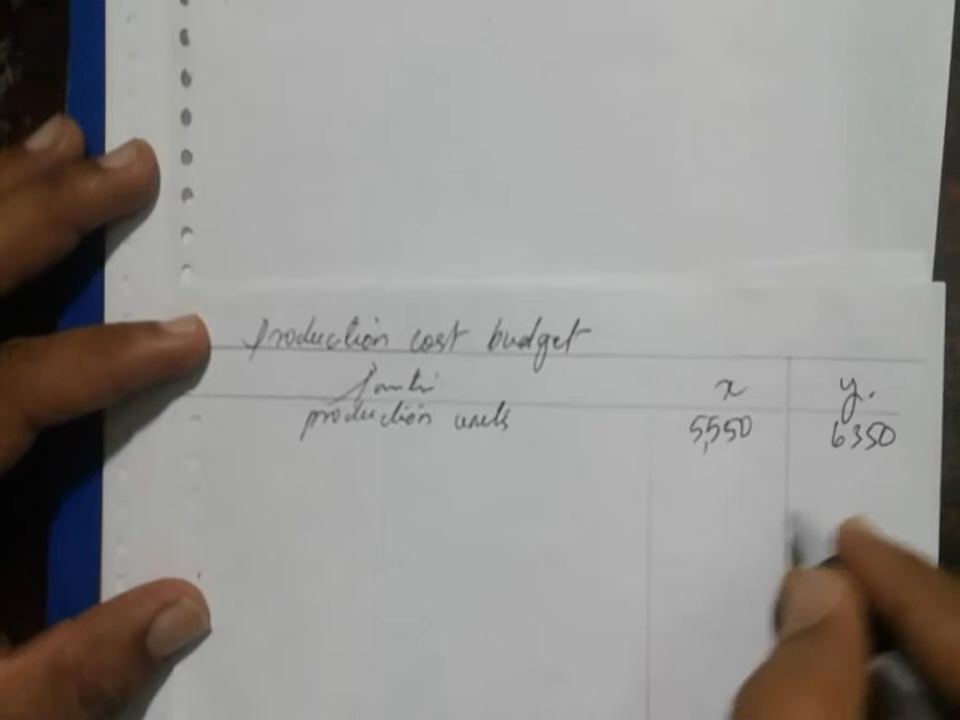 production cost budget
x y.
production units 5,550 6350